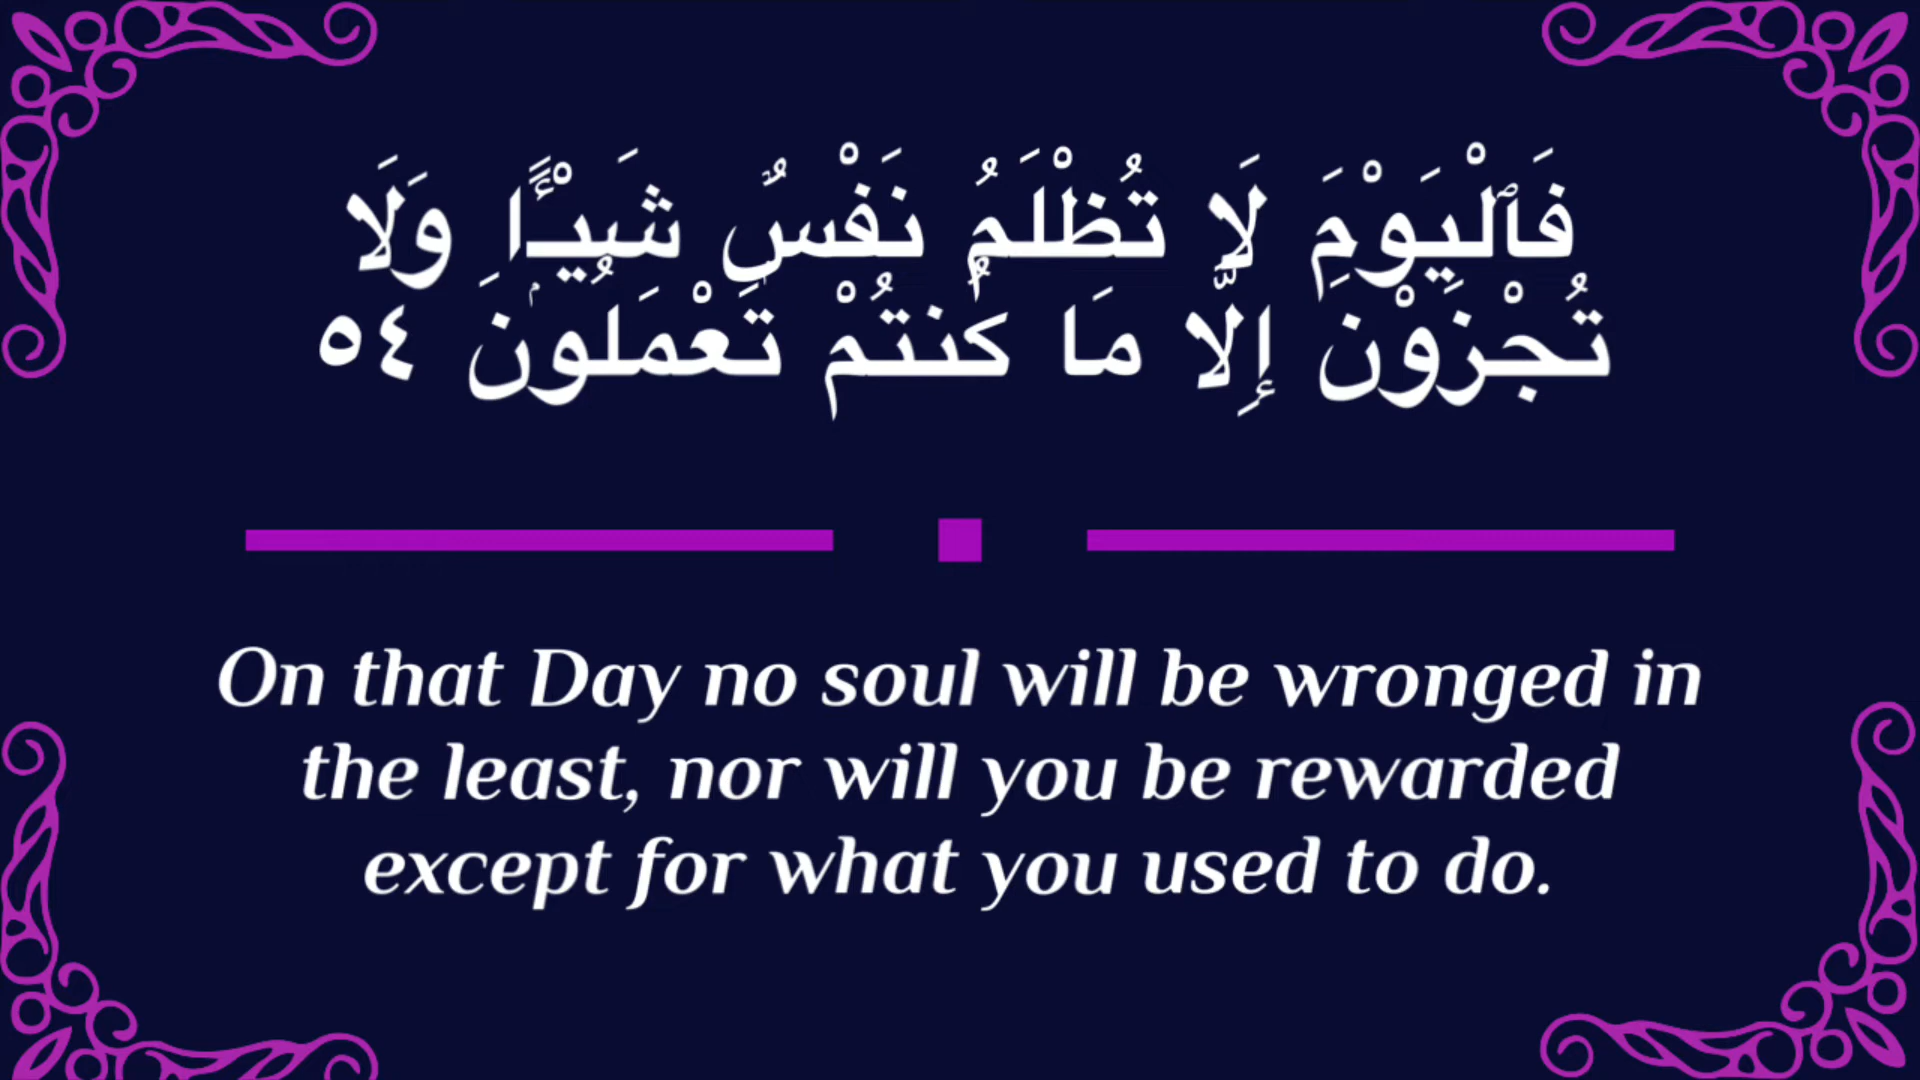 فَٱلْيَوْمَ لَا تُظْلَمُ نَفْسٌ شَيْـًٔا وَلَا
تُجْزَوْنَ إِلَّا مَا كُنتُمْ تَعْمَلُونَ ٥٤
On that Day no soul will be wronged in
the least, nor will you be rewarded
except for what you used to do.